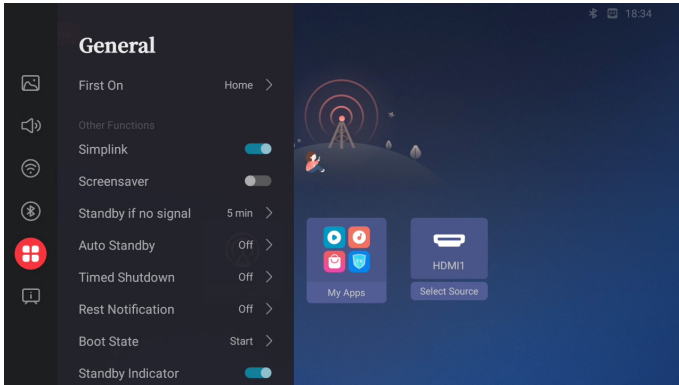 18:34
General
First On Home
Other Functions
Simplink
Screensaver
Standby if no signal 5 min
Auto Standby Off
Timed Shutdown Off
Rest Notification Off
Boot State Start
Standby Indicator
HDMI1
My Apps
Select Source